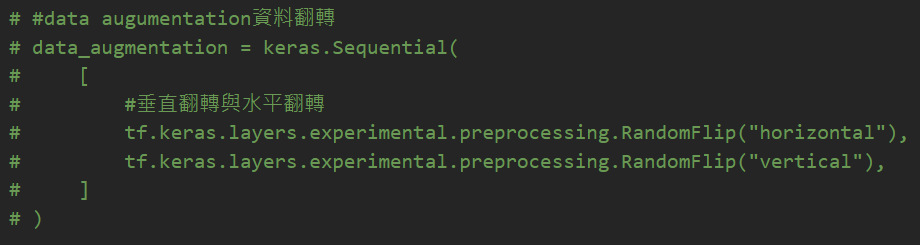 # #data augumentation資料翻轉
# data_augmentation = keras.Sequential(
#     [
#         #垂直翻轉與水平翻轉
#         tf.keras.layers.experimental.preprocessing.RandomFlip("horizontal"),
#         tf.keras.layers.experimental.preprocessing.RandomFlip("vertical"),
#     ]
# )